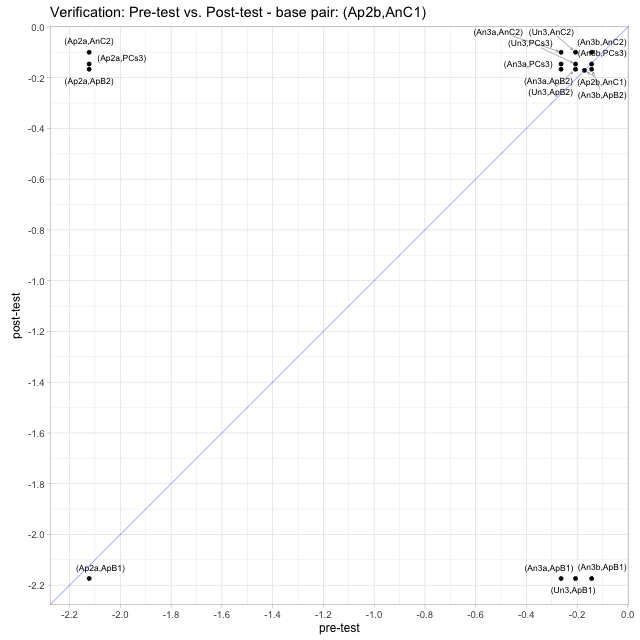 Verification: Pre-test vs. Post-test - base pair: (Ap2b,AnC1)
0.0
(An3a,AnC2)
(Un3,AnC2)
(Ap2a,AnC2)
(Un3,PCs3)
(An3b,AnC2)
(Ap2a,PCs3)
(An3b,PCs3)
(An3a,PCs3)
-0.2
(Ap2a,ApB2)
(An3a,ApB2)
(Ap2b,AnC1)
(Un3,ApB2)
(An3b,ApB2)
-0.4
-0.6
-0.8
-1.0
post-test
-1.2
-1.4
-1.6
-1.8
-2.0
(Ap2a,ApB1)
(An3a,ApB1)
(An3b,ApB1)
-2.2
(Un3,ApB1)
-2.2
-2.0
-1.8
-1.6
-1.4
-1.2
-1.0
-0.8
-0.6
-0.4
-0.2
0.0
pre-test